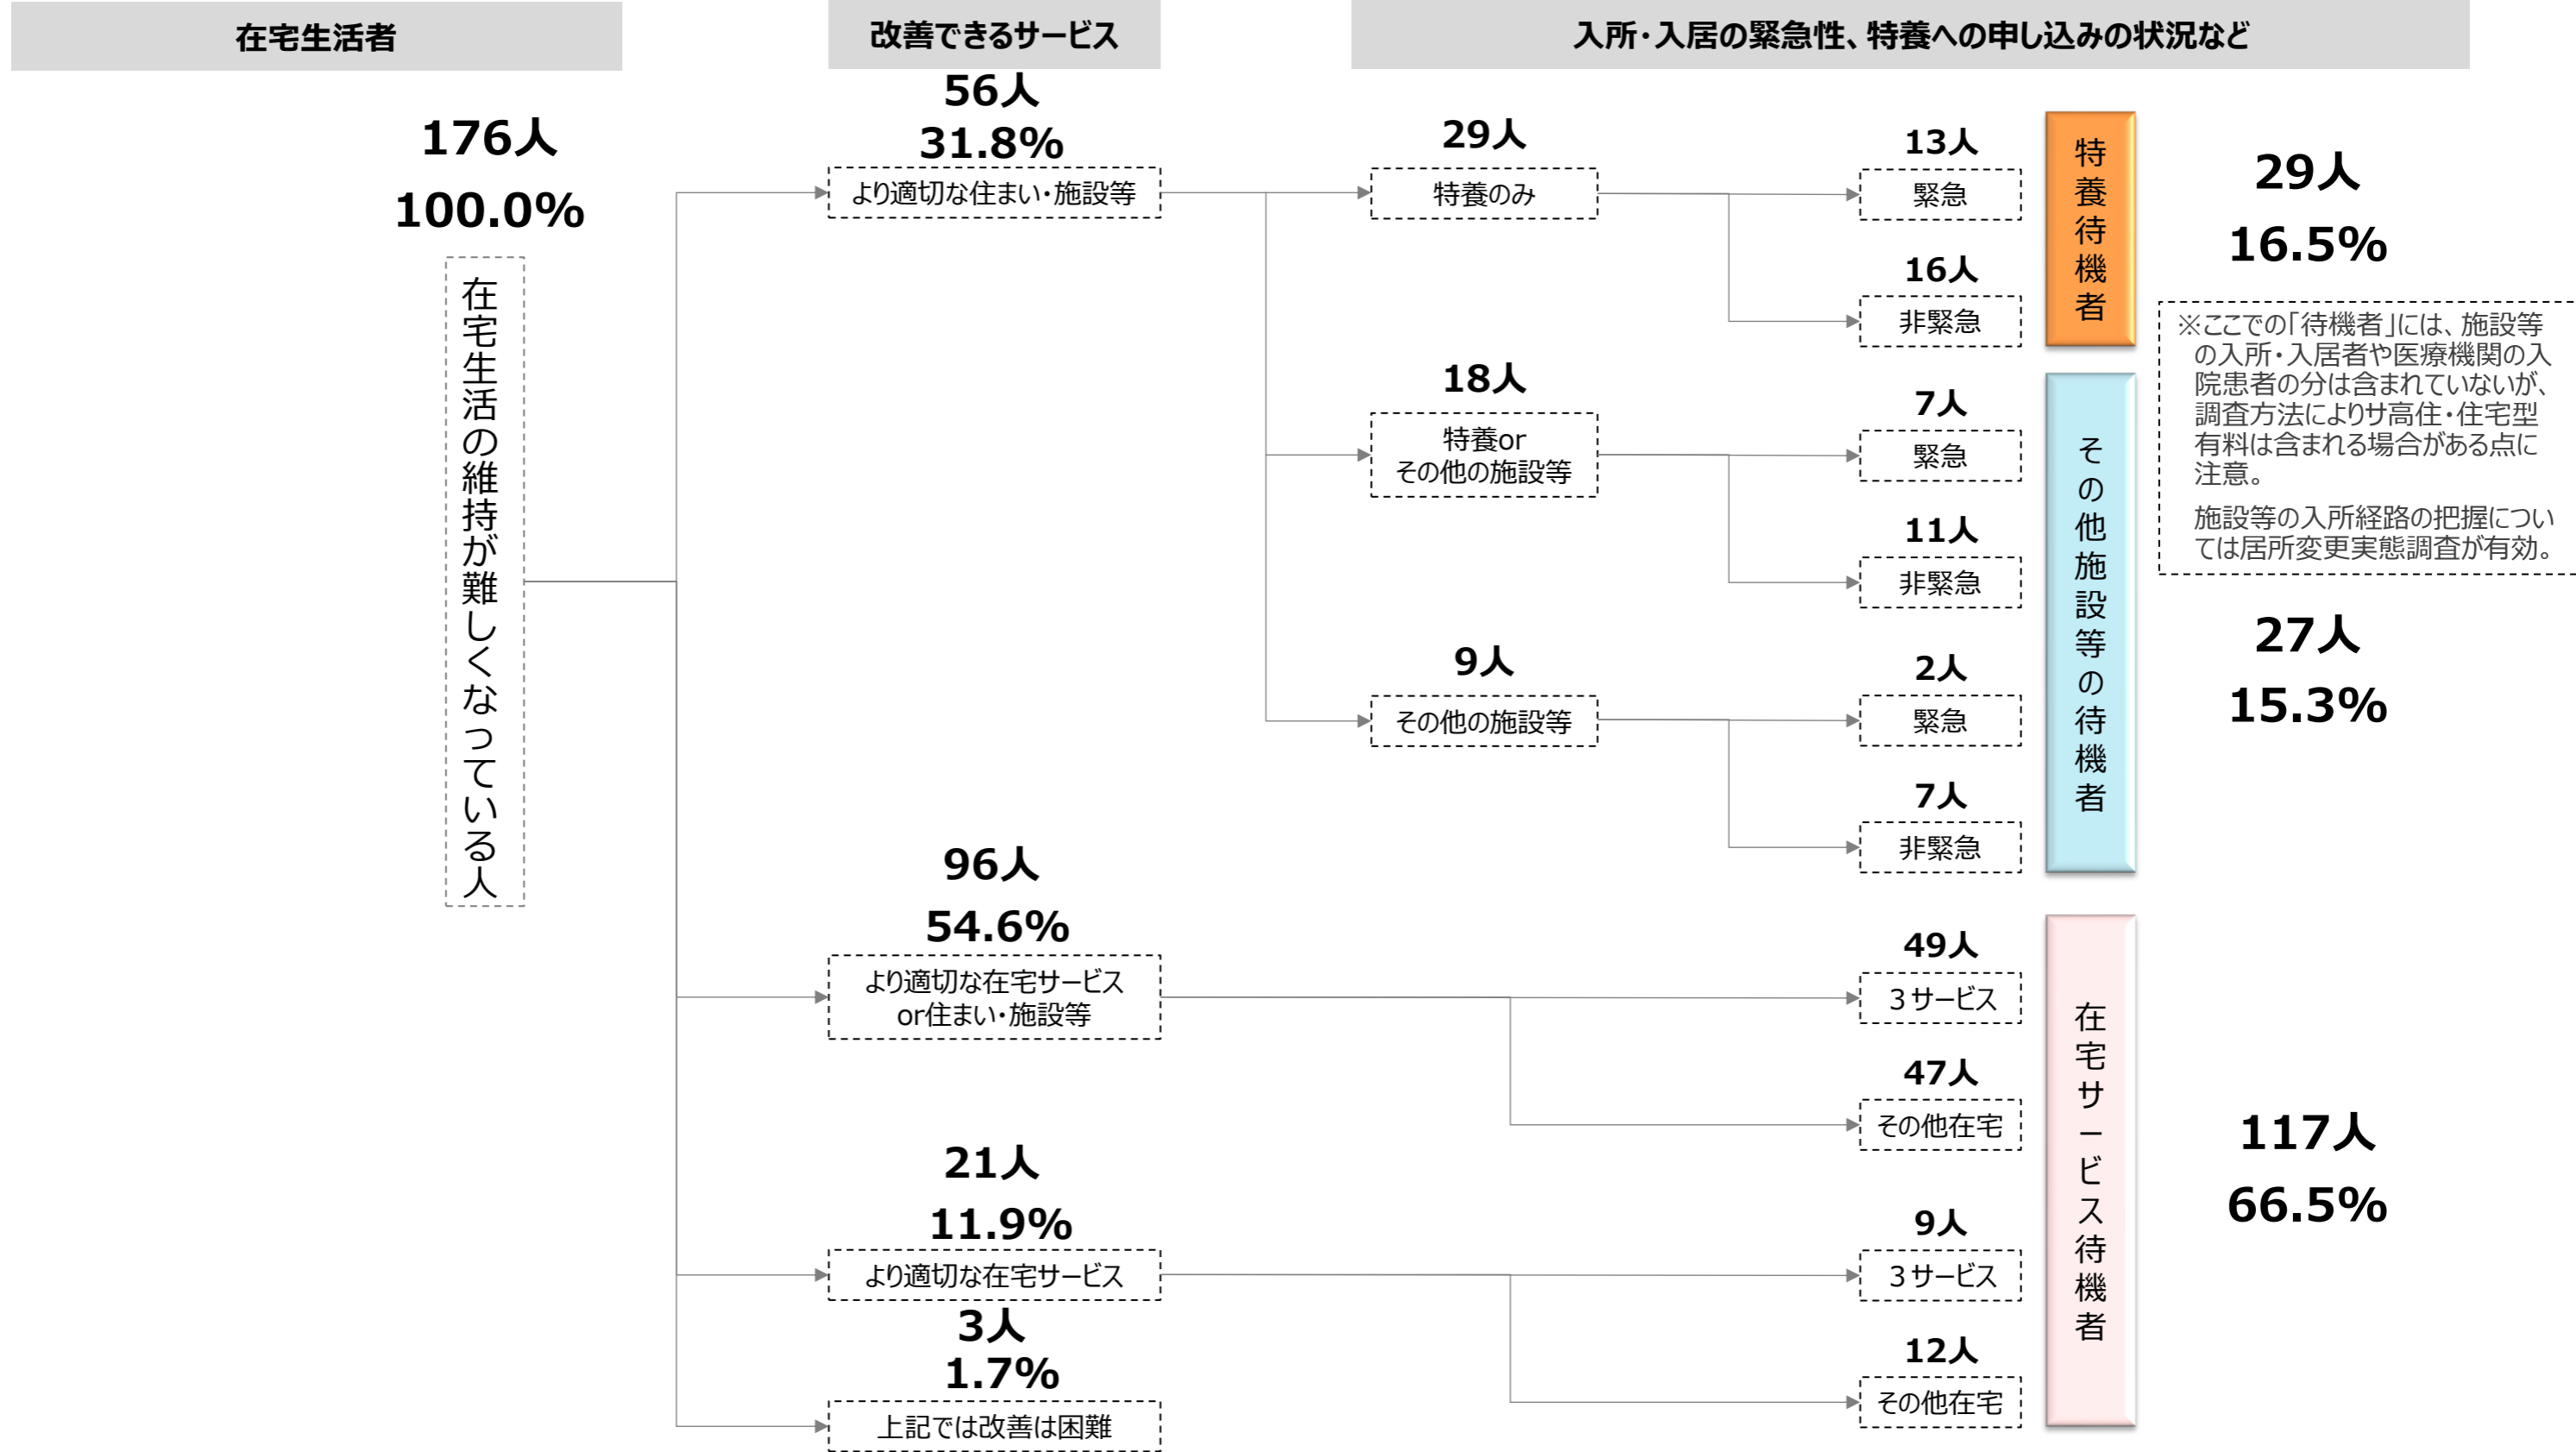 在宅生活者
改善できるサービス
入所・入居の緊急性、特養への申し込みの状況など
176人
100.0%
在宅生活の維持が難しくなっている人
56人
31.8%
より適切な住まい・施設等
29人
特養のみ
13人
緊急
16人
非緊急
18人
特養or
その他の施設等
7人
緊急
11人
非緊急
9人
その他の施設等
2人
緊急
7人
非緊急
96人
54.6%
より適切な在宅サービス
or住まい・施設等
49人
３サービス
47人
その他在宅
21人
11.9%
より適切な在宅サービス
9人
３サービス
12人
その他在宅
3人
1.7%
上記では改善は困難
特養待機者
29人
16.5%
※ここでの「待機者」には、施設等
の入所・入居者や医療機関の入
院患者の分は含まれていないが、
調査方法によりサ高住・住宅型
有料は含まれる場合がある点に
注意。
施設等の入所経路の把握につい
ては居所変更実態調査が有効。
その他施設等の待機者
27人
15.3%
在宅サービス待機者
117人
66.5%